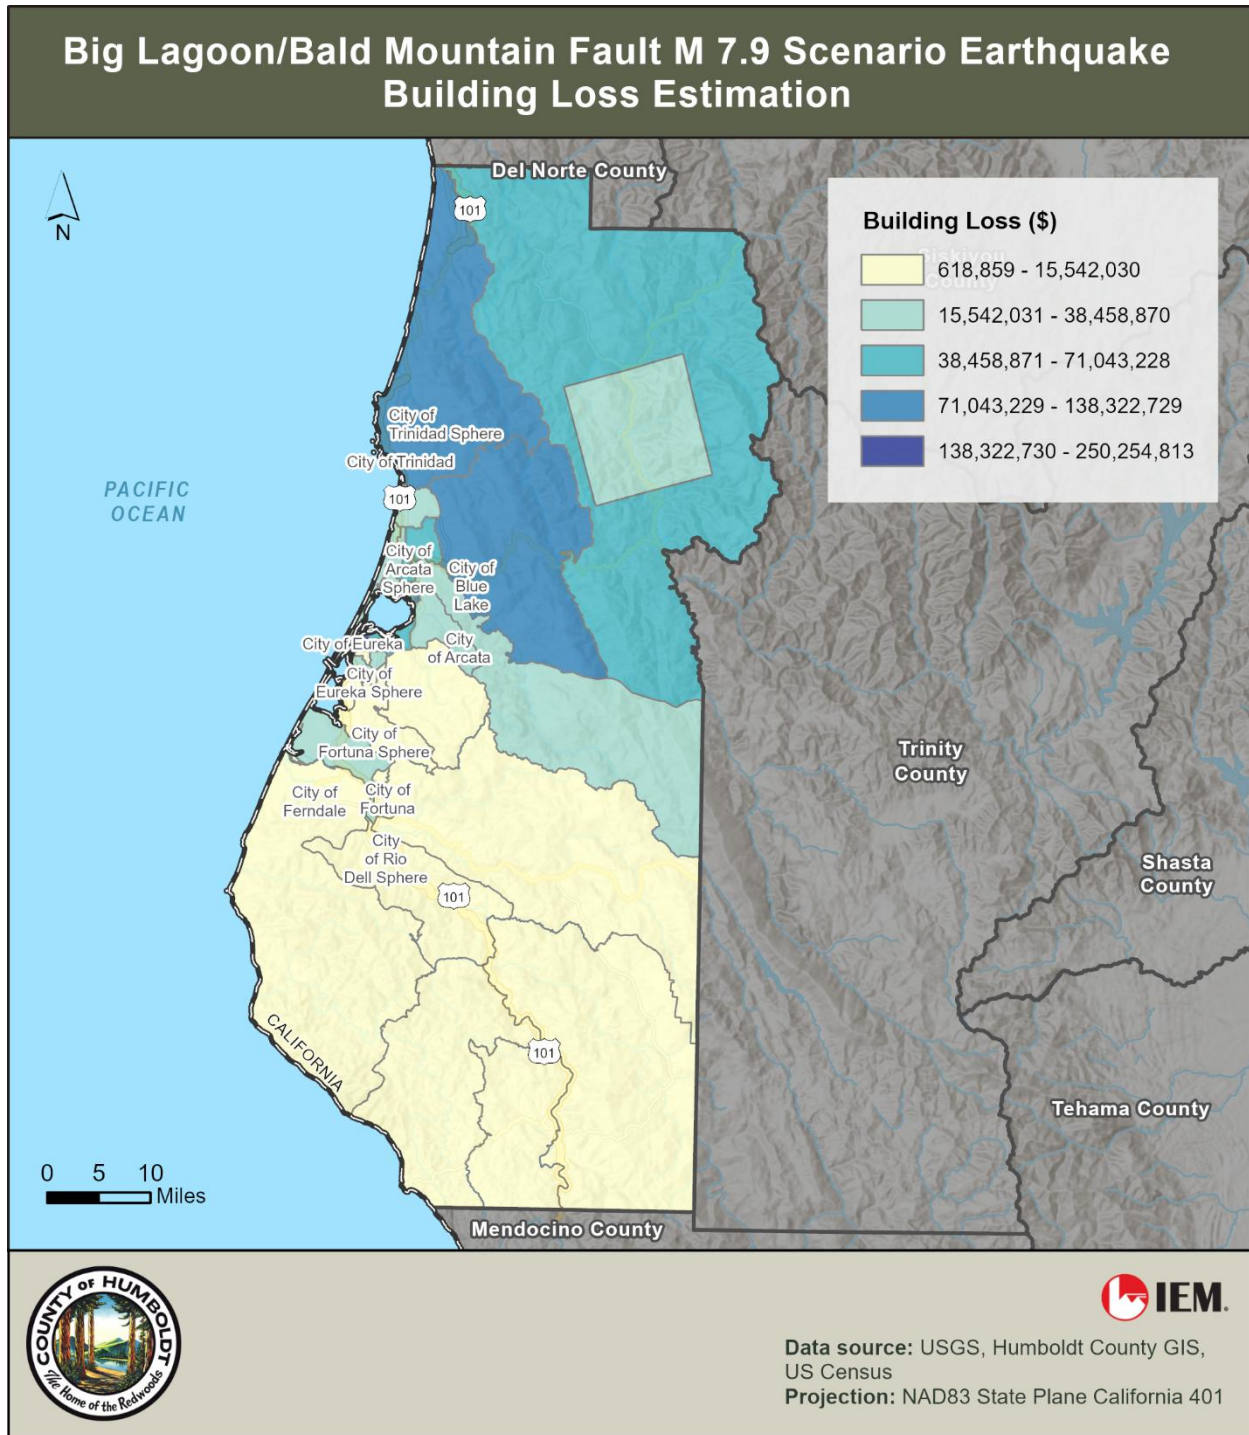 Big Lagoon/Bald Mountain Fault M 7.9 Scenario Earthquake
Building Loss Estimation
Del Norte County
101
N
Building Loss ($)
Siskiyou
County
618,859 - 15,542,030
15,542,031 - 38,458,870
38,458,871 - 71,043,228
71,043,229 - 138,322,729
138,322,730 - 250,254,813
City of
Trinidad Sphere
City of Trinidad
PACIFIC
OCEAN
101
City of
Arcata
Sphere
City of
Blue
Lake
City of Eureka
City
of Arcata
City of
Eureka Sphere
City of
Fortuna Sphere
Trinity
County
City of
Ferndale
City of
Fortuna
City
of Rio
Dell Sphere
Shasta
County
101
CALIFORNIA
101
Tehama County
0 5 10
Miles
Mendocino County
COUNTY OF HUMBOLDT
The Home of the Redwoods
IEM.
Data source: USGS, Humboldt County GIS,
US Census
Projection: NAD83 State Plane California 401